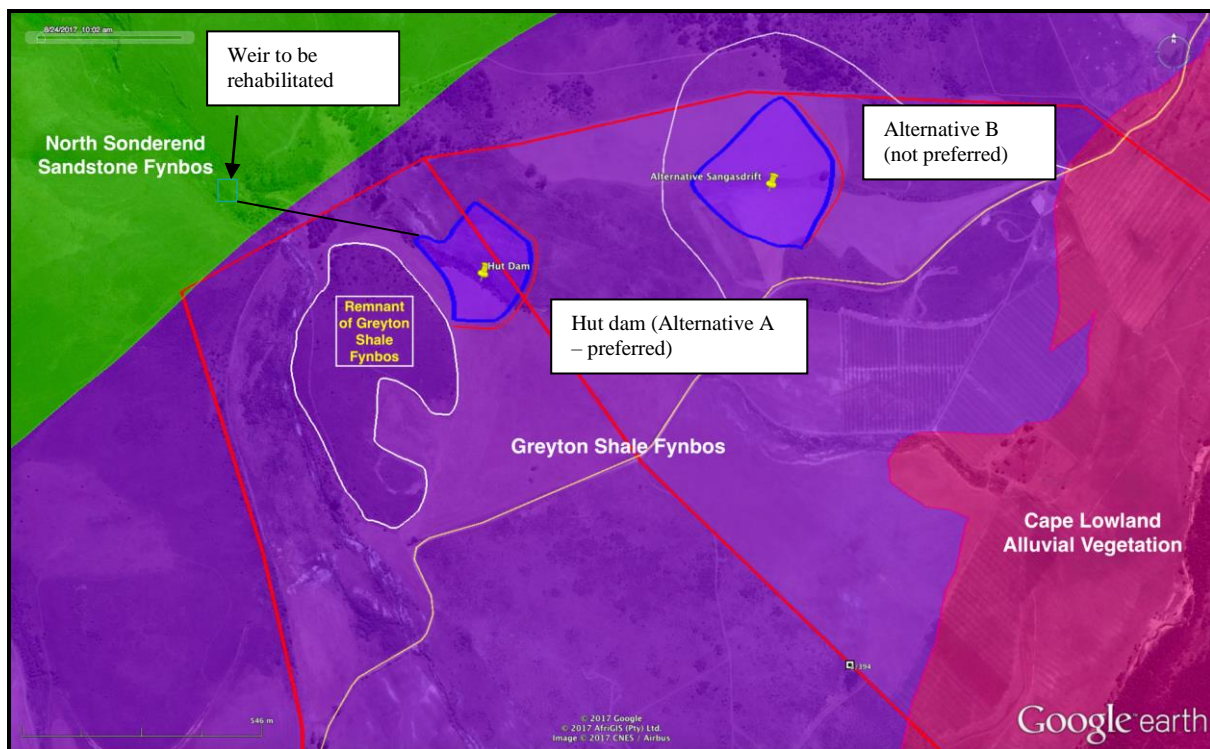 8/24/2017 10:02 am
Weir to be
rehabilitated
N
North Sonderend
Sandstone Fynbos
Alternative B
(not preferred)
Alternative Sangasdrift
Hut Dam
Remnant
of Greyton
Shale
Fynbos
Hut dam (Alternative A
– preferred)
Greyton Shale Fynbos
Cape Lowland
Alluvial Vegetation
546 m
© 2017 Google
© 2017 AfriGIS (Pty) Ltd.
Image © 2017 CNES / Airbus
Google earth